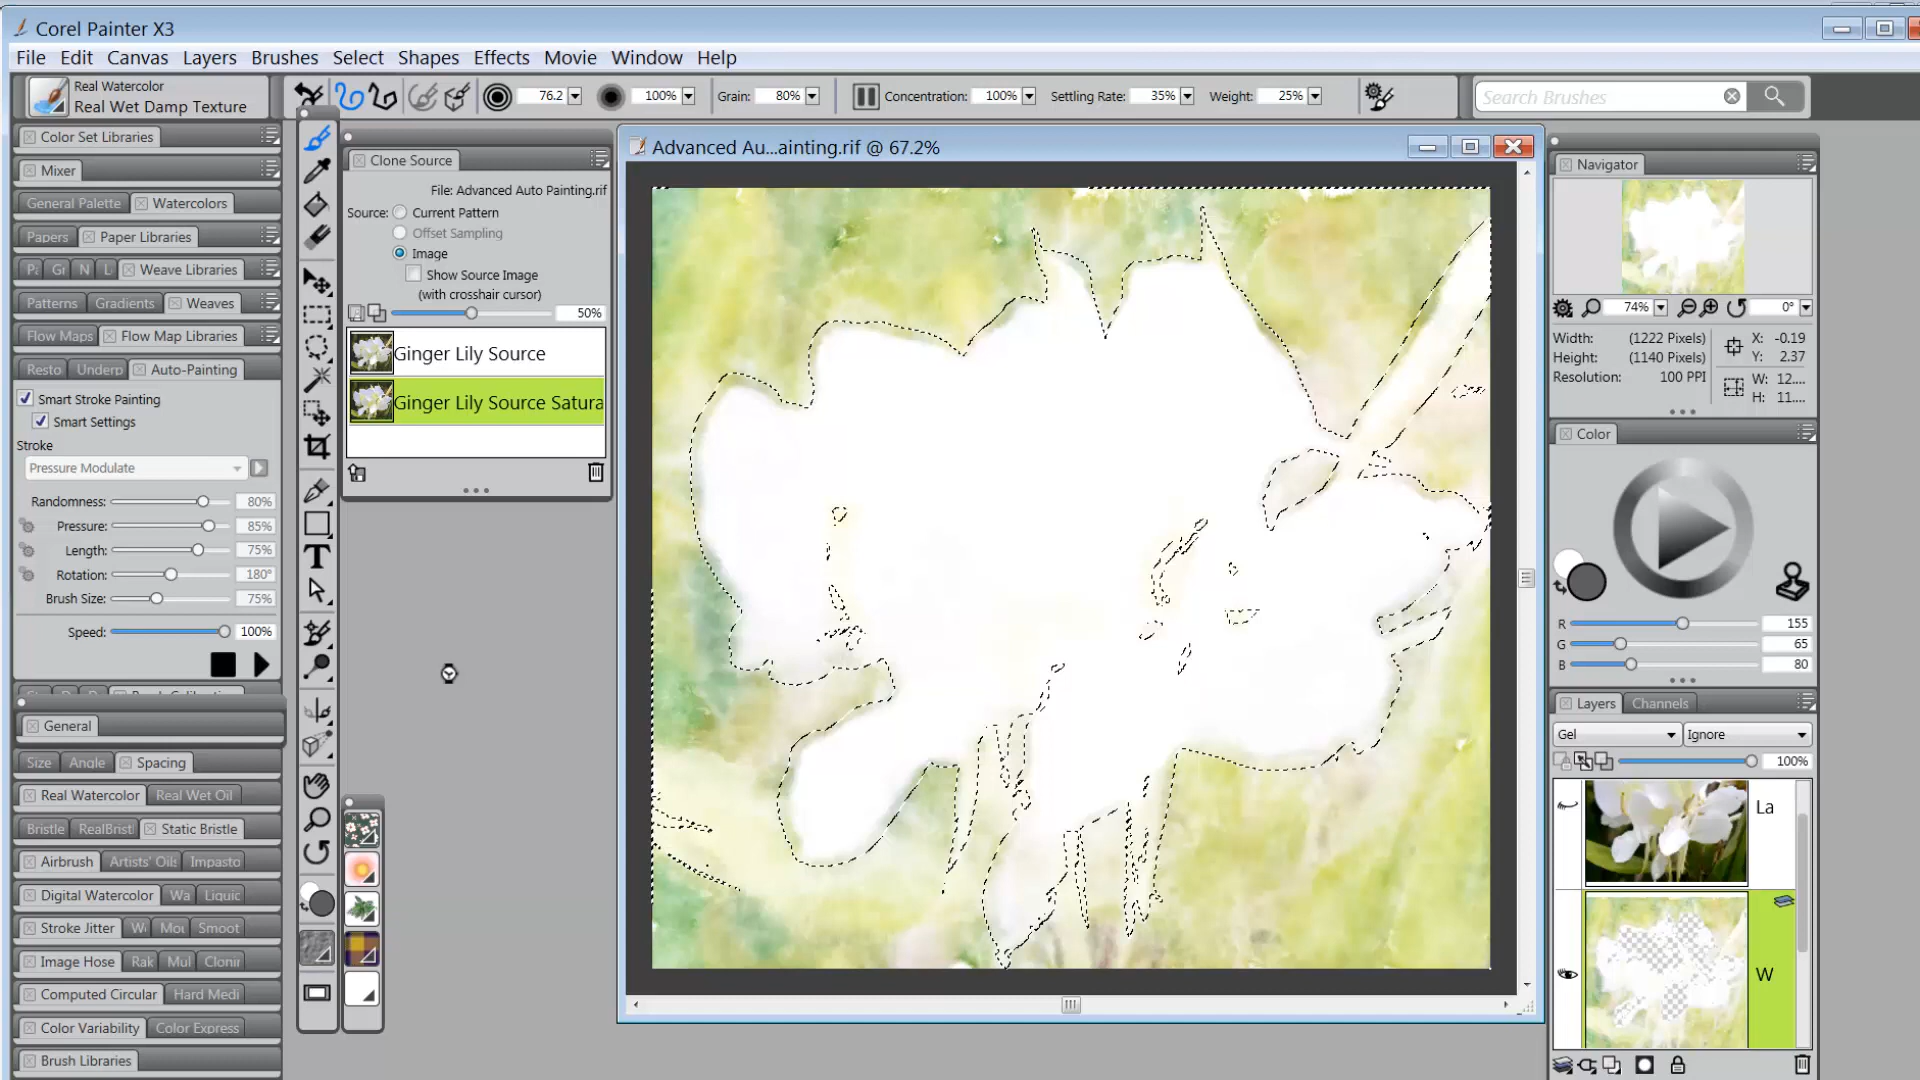 Corel Painter X3
File Edit Canvas Layers Brushes Select Shapes Effects Movie Window Help
Real Watercolor
Real Wet Damp Texture
76.2
100%
Grain: 80%
Concentration: 100%
Settling Rate: 35%
Weight: 25%
Search Brushes
Color Set Libraries
Mixer
General Palette Watercolors
Papers Paper Libraries
Pa Gr N L Weave Libraries
Patterns Gradients Weaves
Flow Maps Flow Map Libraries
Resto Underp Auto-Painting
Smart Stroke Painting
Smart Settings
Stroke
Pressure Modulate
Randomness: 80%
Pressure: 85%
Length: 75%
Rotation: 180°
Brush Size: 75%
Speed: 100%
General
Size Angle Spacing
Real Watercolor Real Wet Oil
Bristle RealBrist Static Bristle
Airbrush Artists' Oils Impasto
Digital Watercolor Wa Liquic
Stroke Jitter Mou Smoot
Image Hose Rak Mul Clonir
Computed Circular Hard Medi
Color Variability Color Express
Brush Libraries
Clone Source
File: Advanced Auto Painting.rif
Source: Current Pattern
Offset Sampling
Image
Show Source Image
(with crosshair cursor)
50%
Ginger Lily Source
Ginger Lily Source Satura
T
Advanced Au...ainting.rif @ 67.2%
Navigator
74%
0°
Width: (1222 Pixels)
Height: (1140 Pixels)
Resolution: 100 PPI
X: -0.19
Y: 2.37
W: 12....
H: 11....
Color
R 155
G 65
B 80
Layers Channels
Gel Ignore
100%
La
W